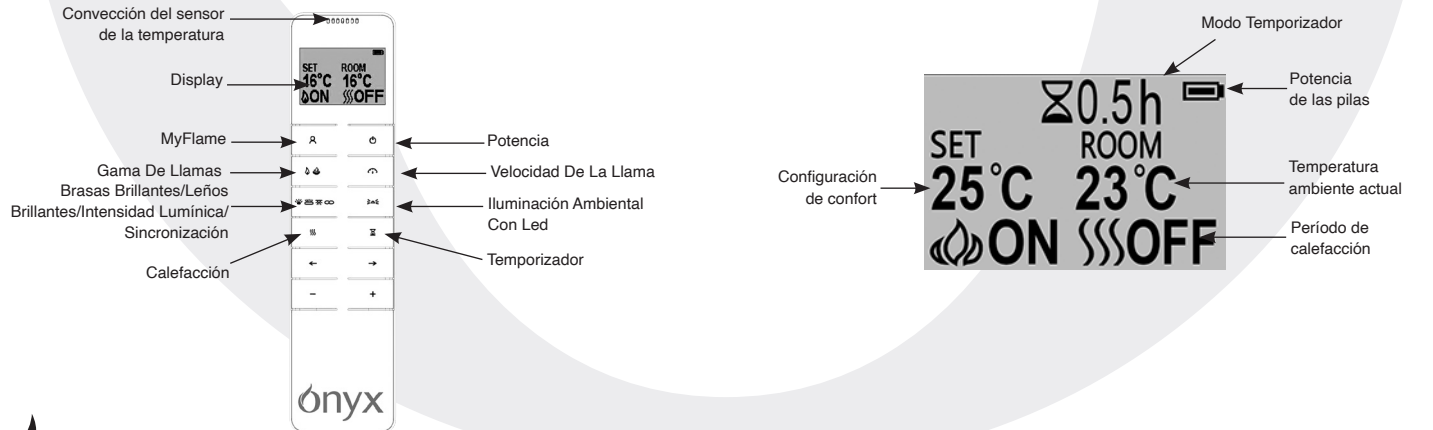 Convección del sensor
de la temperatura
SET ROOM
16°C 16°C
ON OFF
Display
MyFlame
Potencia
Gama De Llamas
Velocidad De La Llama
Brasas Brillantes/Leños
Brillantes/Intensidad Lumínica/
Sincronización
Iluminación Ambiental
Con Led
Calefacción
Temporizador
ónyx
Modo Temporizador
Potencia
de las pilas
0.5h
SET ROOM
25°C 23°C
ON OFF
Configuración
de confort
Temperatura
ambiente actual
Período de
calefacción